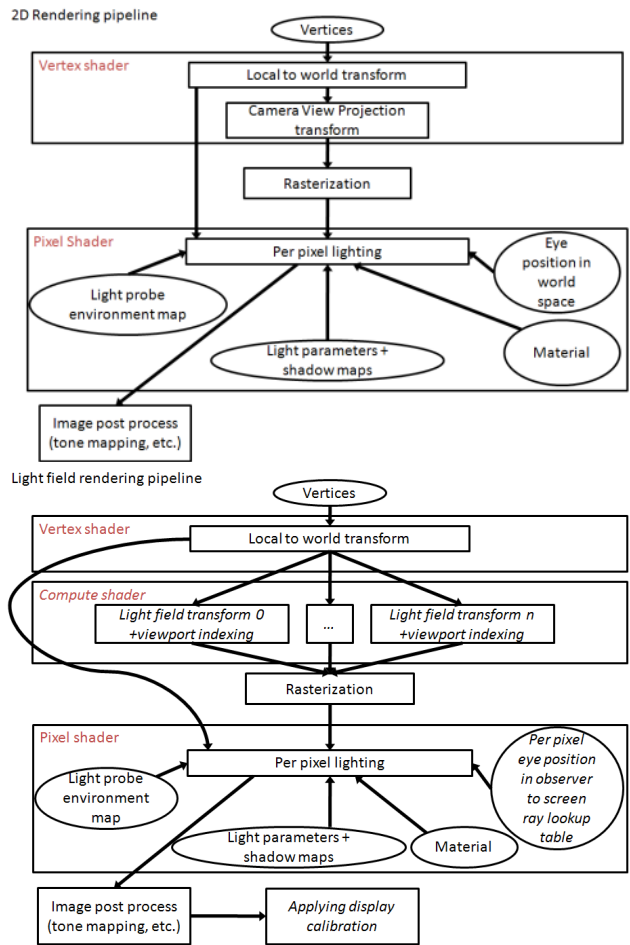 2D Rendering pipeline
Vertices
Vertex shader
Local to world transform
Camera View Projection
transform
Rasterization
Pixel Shader
Per pixel lighting
Eye
position in
world
space
Light probe
environment map
Light parameters +
shadow maps
Material
Image post process
(tone mapping, etc.)
Light field rendering pipeline
Vertices
Vertex shader
Local to world transform
Compute shader
Light field transform 0
+viewport indexing
...
Light field transform n
+viewport indexing
Rasterization
Pixel shader
Per pixel lighting
Per pixel
eye position
in observer
to screen
ray lookup
table
Light probe
environment
map
Light parameters +
shadow maps
Material
Image post process
(tone mapping, etc.)
Applying display
calibration